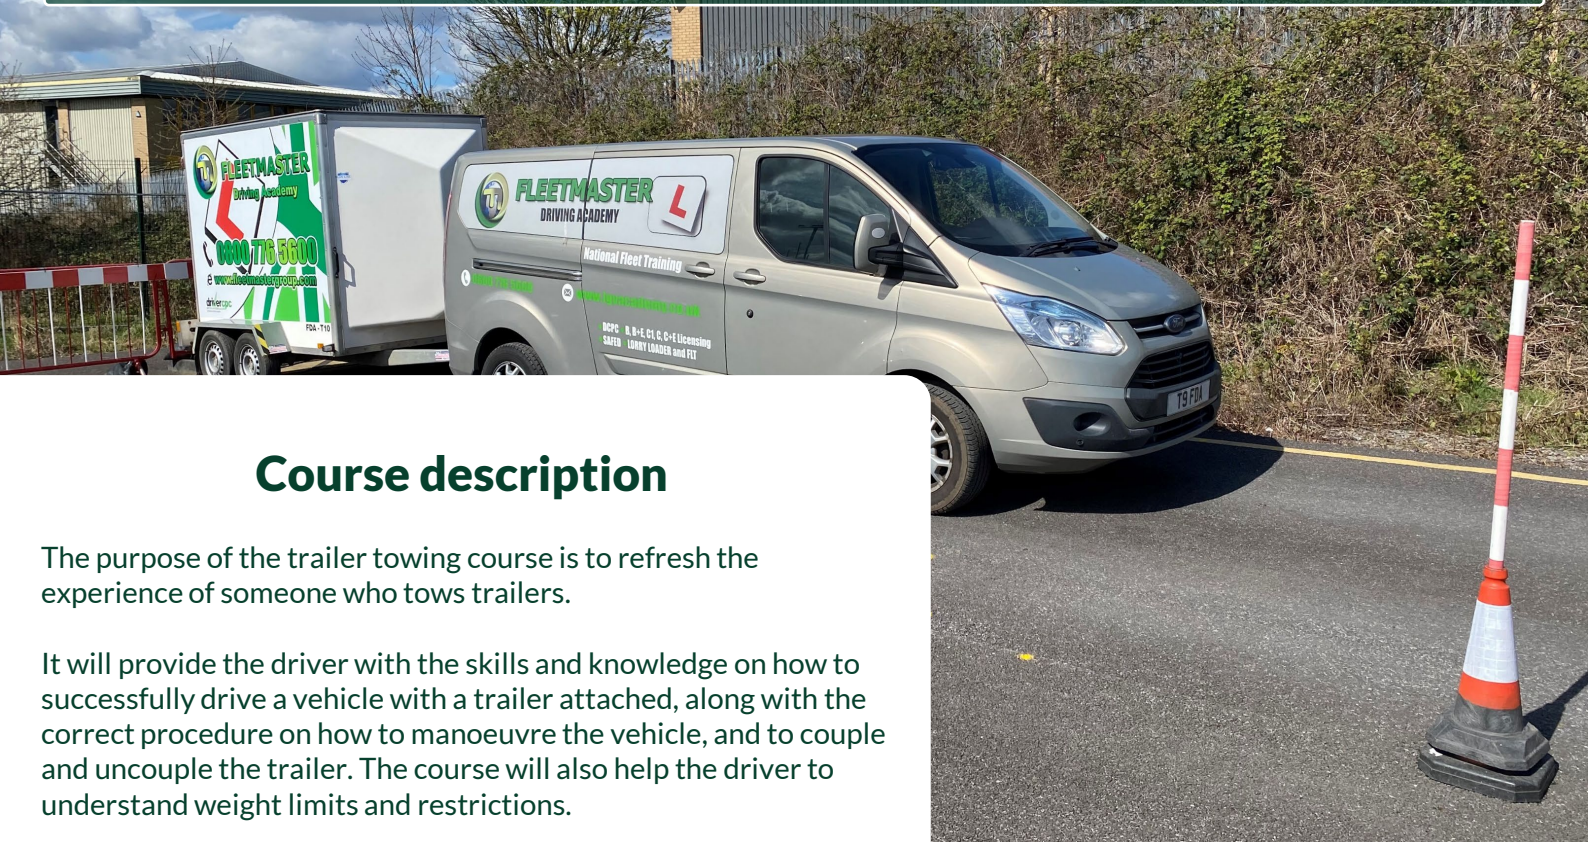 FLEETMASTER
Driving Academy
0800 776 5600
e www.fleetmastergroup.com
drivercpc
FDA - T10
FLEETMASTER
DRIVING ACADEMY
L
National Fleet Training
DCPC B, B+E, C1, C, C+E Licensing
SAFED LORRY LOADER and FLT
T9 FDA
Course description
The purpose of the trailer towing course is to refresh the
experience of someone who tows trailers.
It will provide the driver with the skills and knowledge on how to
successfully drive a vehicle with a trailer attached, along with the
correct procedure on how to manoeuvre the vehicle, and to couple
and uncouple the trailer. The course will also help the driver to
understand weight limits and restrictions.